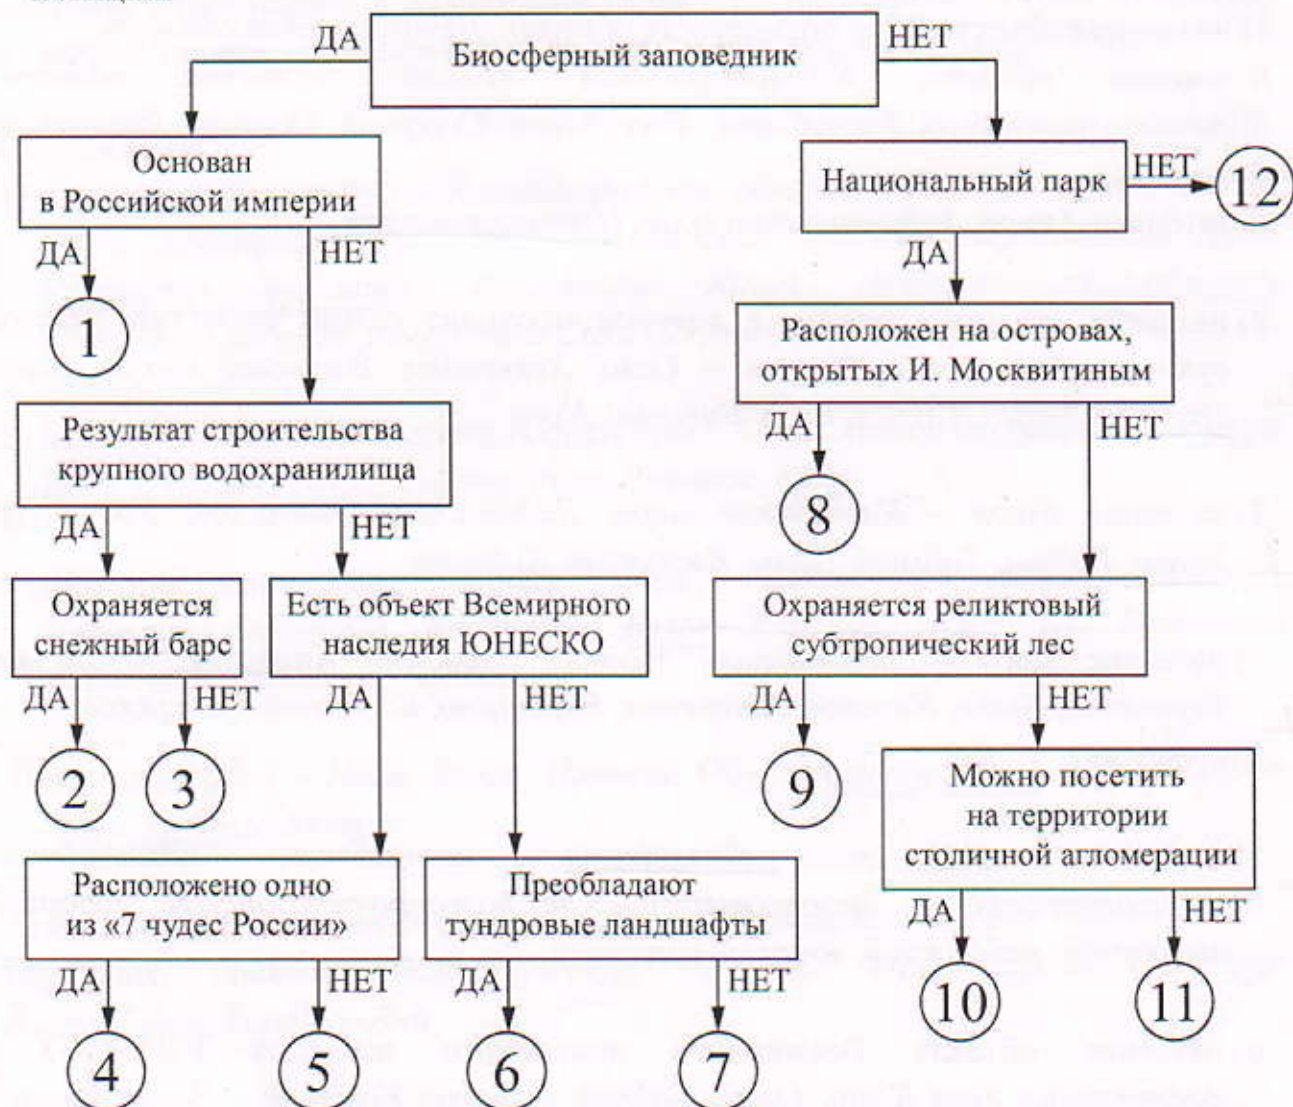 ДА
Биосферный заповедник
НЕТ
Основан
в Российской империи
Национальный парк
НЕТ
12
ДА
НЕТ
ДА
1
Расположен на островах,
открытых И. Москвитиным
Результат строительства
крупного водохранилища
ДА
НЕТ
8
ДА
НЕТ
Охраняется
снежный барс
Есть объект Всемирного
наследия ЮНЕСКО
Охраняется реликтовый
субтропический лес
ДА
НЕТ
ДА
НЕТ
ДА
НЕТ
2
3
9
Можно посетить
на территории
столичной агломерации
Расположено одно
из «7 чудес России»
Преобладают
тундровые ландшафты
ДА
НЕТ
ДА
НЕТ
ДА
НЕТ
10
11
4
5
6
7